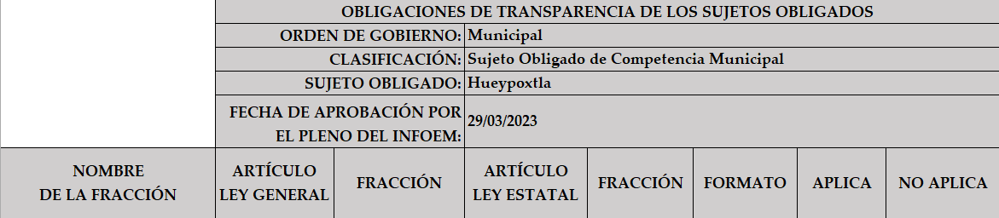 OBLIGACIONES DE TRANSPARENCIA DE LOS SUJETOS OBLIGADOS
ORDEN DE GOBIERNO: Municipal
CLASIFICACIÓN: Sujeto Obligado de Competencia Municipal
SUJETO OBLIGADO: Hueypoxtla
FECHA DE APROBACIÓN POR
EL PLENO DEL INFOEM:
29/03/2023
NOMBRE
DE LA FRACCIÓN
ARTÍCULO
LEY GENERAL
FRACCIÓN
ARTÍCULO
LEY ESTATAL
FRACCIÓN
FORMATO
APLICA
NO APLICA